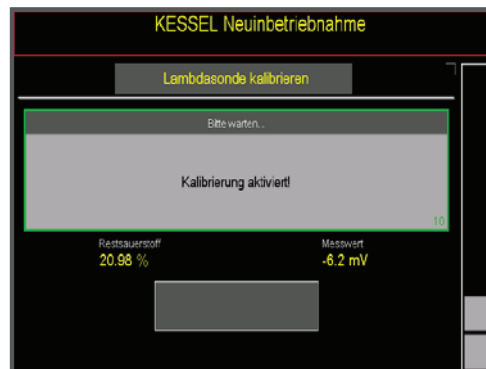 KESSEL Neuinbetriebnahme
Lambdasonde kalibrieren
Bitte warten...
Kalibrierung aktiviert!
10
Restsauerstoff Messwert
20.98 % -6.2 mV